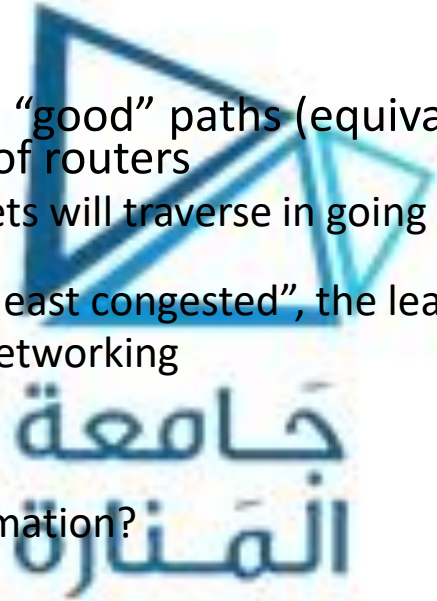 “good” paths (equiva
of routers
ets will traverse in going
east congested”, the lea
etworking
جَامعة
mation?
المَنارة